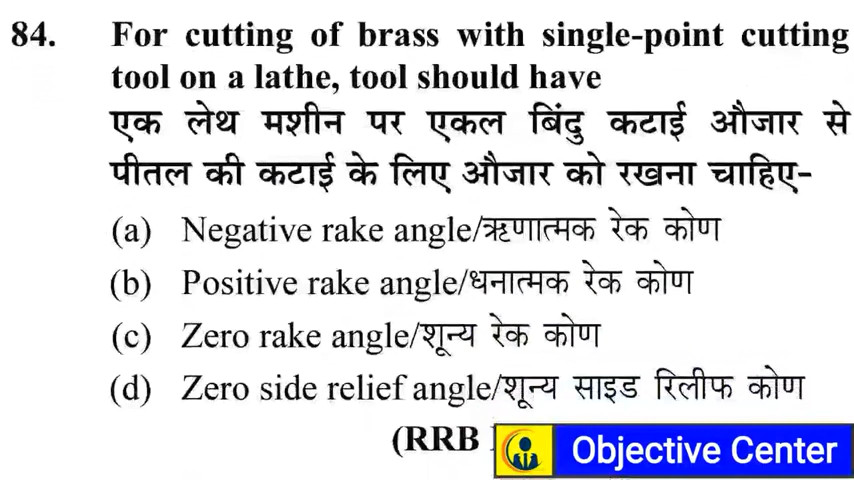 84. For cutting of brass with single-point cutting
tool on a lathe, tool should have
एक लेथ मशीन पर एकल बिंदु कटाई औजार से
पीतल की कटाई के लिए औजार को रखना चाहिए-
(a) Negative rake angle/ऋणात्मक रेक कोण
(b) Positive rake angle/धनात्मक रेक कोण
(c) Zero rake angle/शून्य रेक कोण
(d) Zero side relief angle/शून्य साइड रिलीफ कोण
(RRB
Objective Center